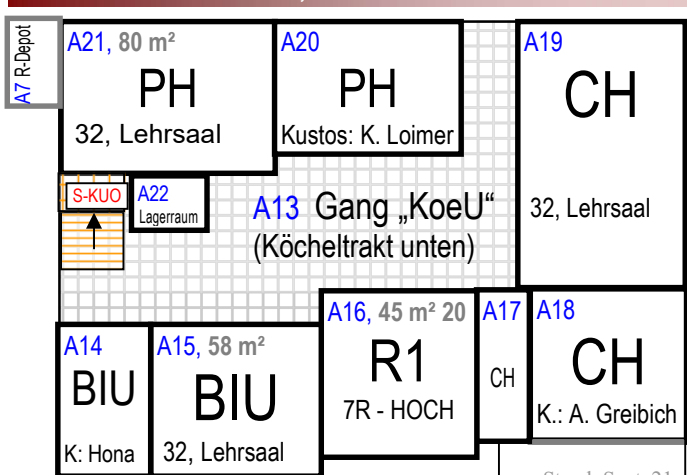 A7 R-Depot
A21, 80 m²
PH
32, Lehrsaal
A20
PH
Kustos: K. Loimer
A19
CH
32, Lehrsaal
S-KUO
A22
Lagerraum
A13 Gang „KoeU“
(Köcheltrakt unten)
A14
BIU
K: Hona
A15, 58 m²
BIU
32, Lehrsaal
A16, 45 m² 20
R1
7R - HOCH
A17
CH
A18
CH
K.: A. Greibich